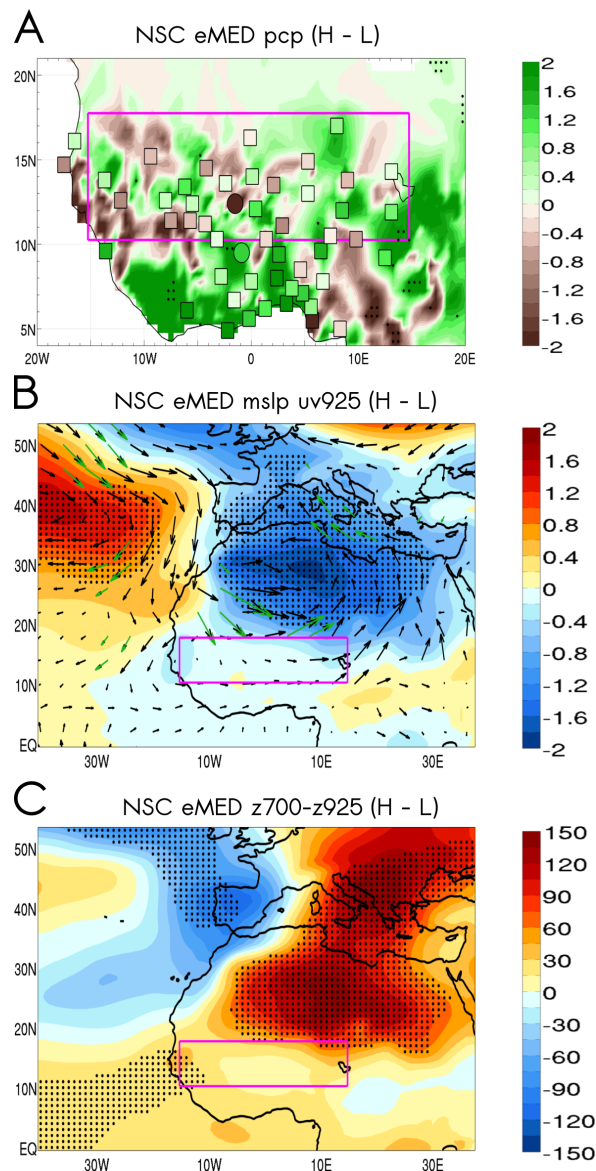 A
NSC eMED pcp (H - L)
20N
15N
10N
5N
20W 10W 0 10E 20E
2
1.6
1.2
0.8
0.4
0
-0.4
-0.8
-1.2
-1.6
-2
B
NSC eMED mslp uv925 (H - L)
50N
40N
30N
20N
10N
EQ
30W 10W 10E 30E
2
1.6
1.2
0.8
0.4
0
-0.4
-0.8
-1.2
-1.6
-2
C
NSC eMED z700-z925 (H - L)
50N
40N
30N
20N
10N
EQ
30W 10W 10E 30E
150
120
90
60
30
0
-30
-60
-90
-120
-150